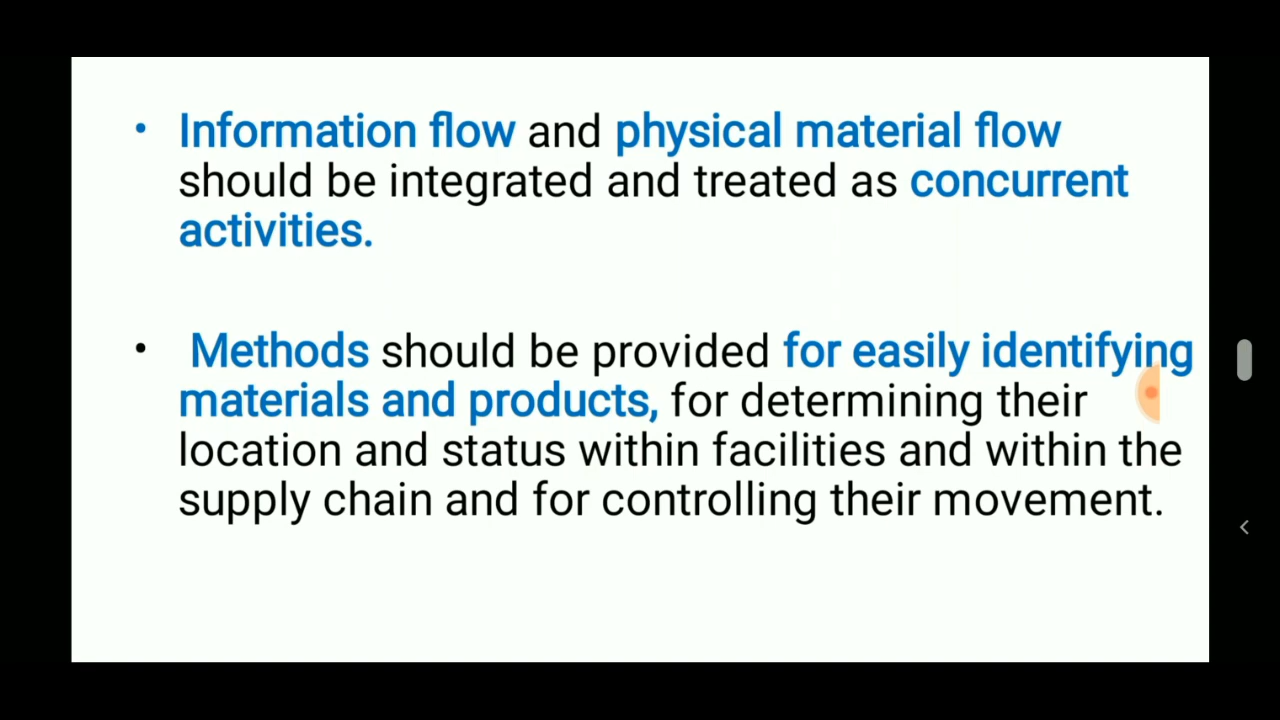 • Information flow and physical material flow
should be integrated and treated as concurrent
activities.
• Methods should be provided for easily identifying
materials and products, for determining their
location and status within facilities and within the
supply chain and for controlling their movement.